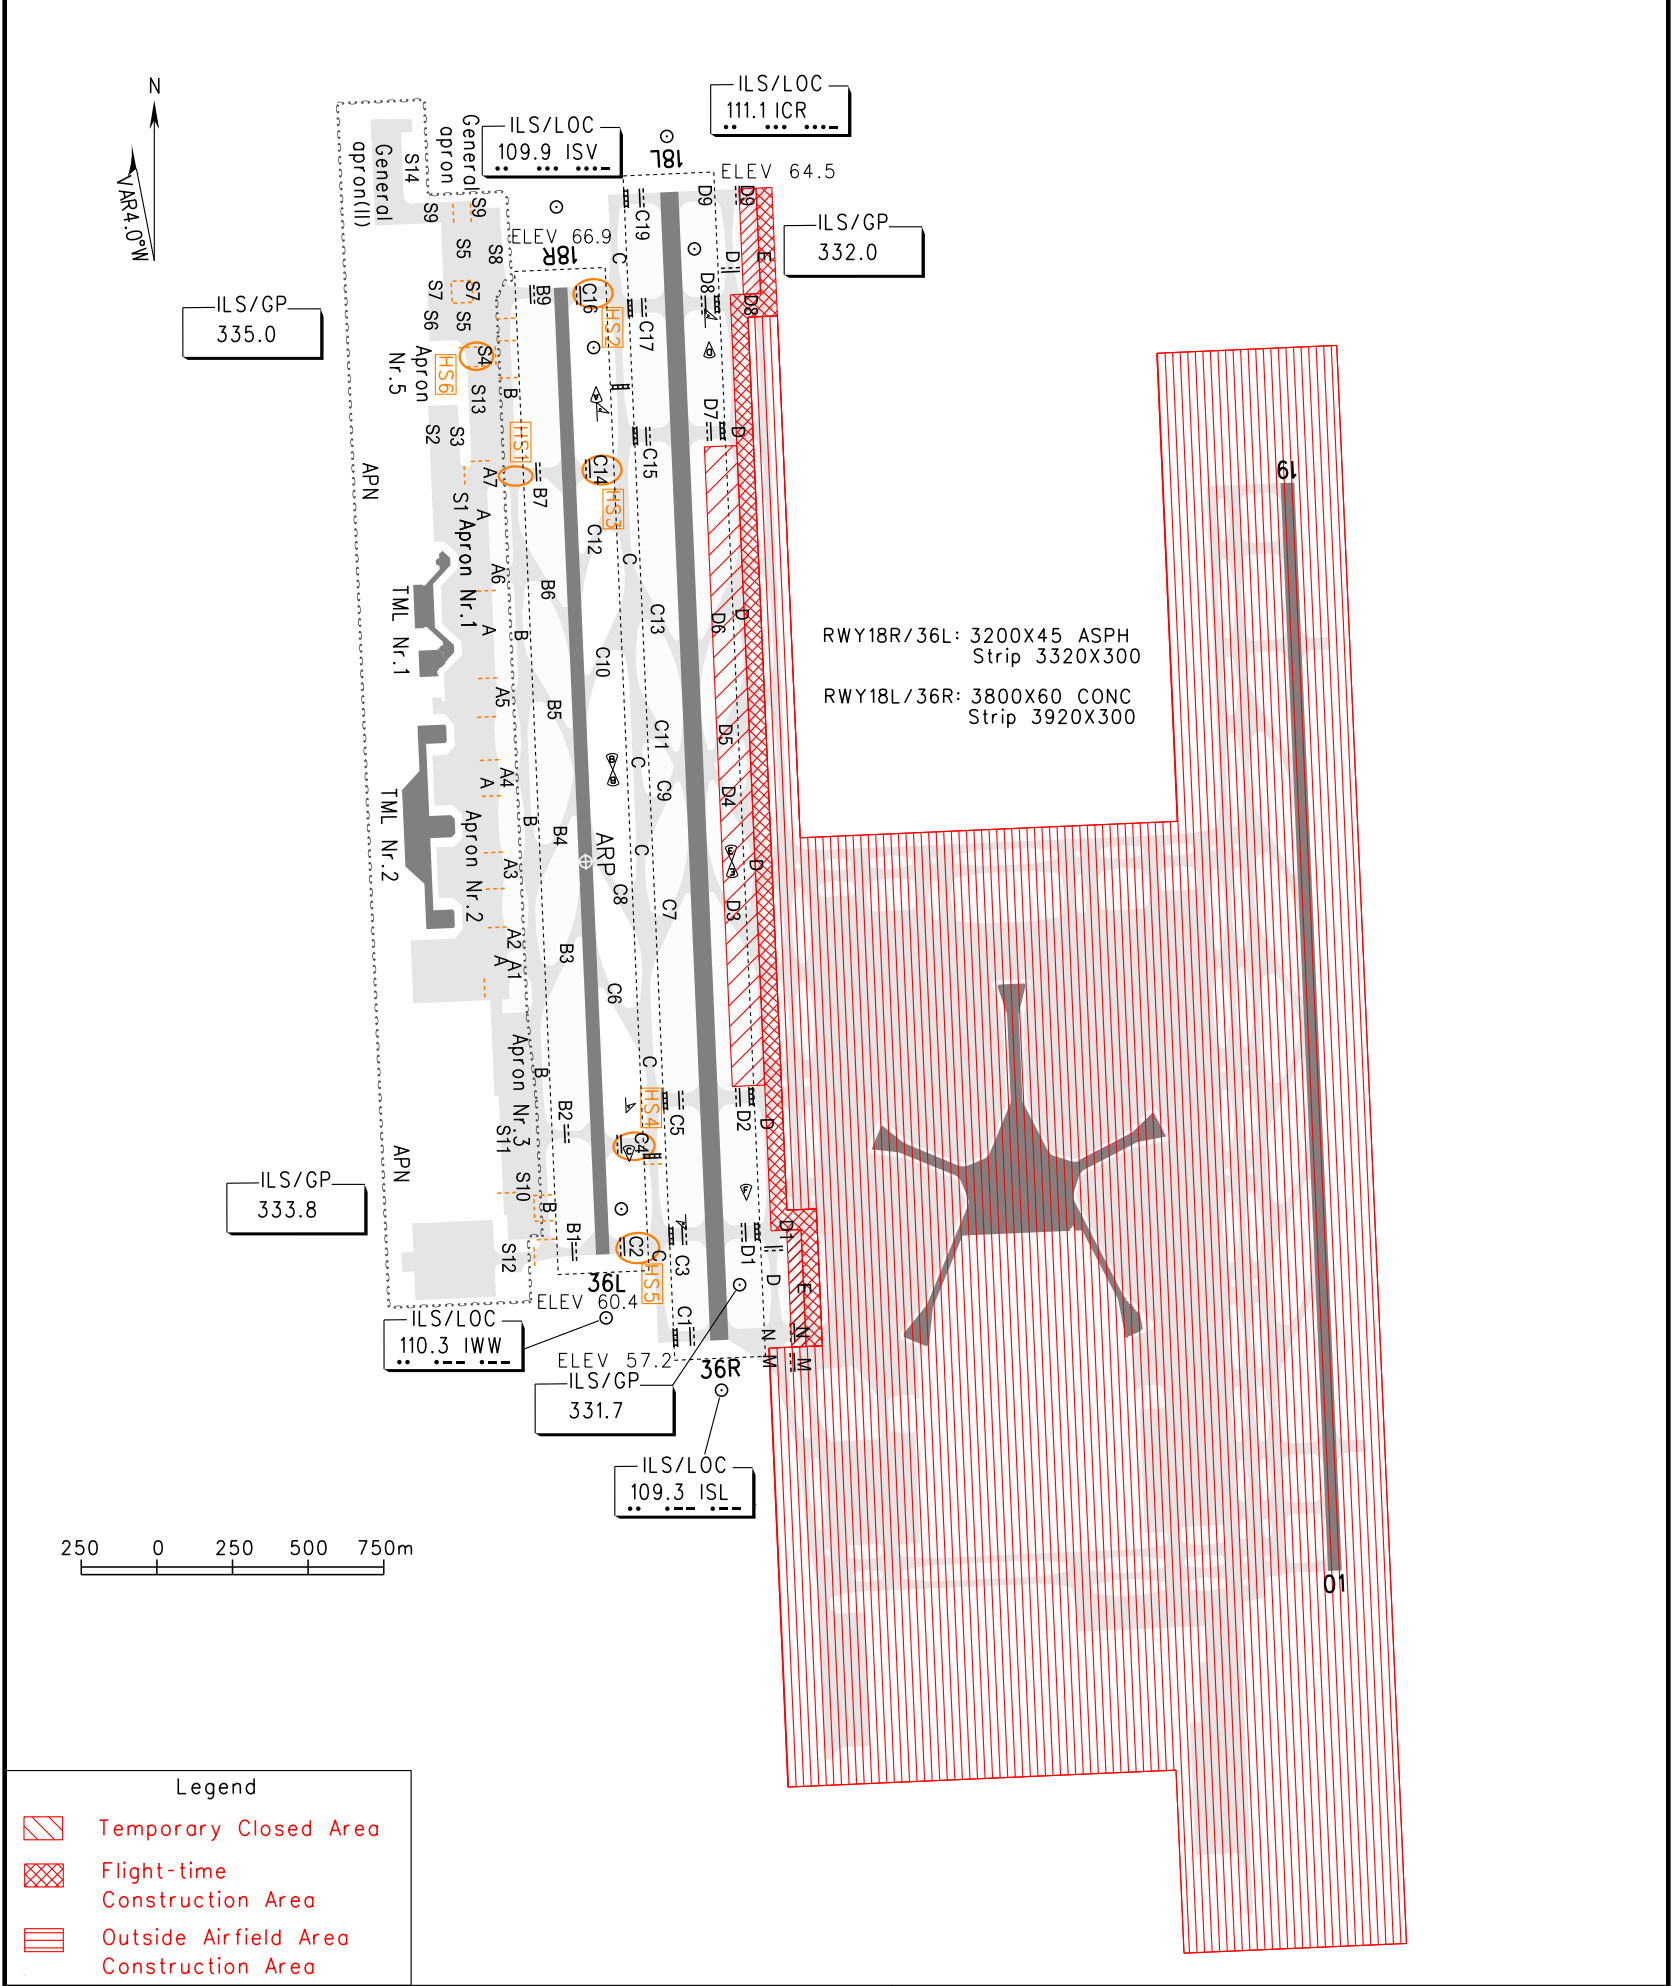 N
VAR4.0°W
ILS/LOC
111.1 ICR
ILS/LOC
109.9 ISV
18L
ELEV 64.5
ILS/GP
332.0
ELEV 66.9
18R
ILS/GP
335.0
General
apron
General
apron(II)
S14
S9
S9
S5
S8
S7
S7
S6
S5
S4
HS6
Apron
Nr.5
S13
S2
S3
B
HS1
A7
S1
A
Apron Nr.1
A6
A
A5
A4
A
Apron Nr.2
A3
A2
A1
A
Apron Nr.3
S11
S10
S12
APN
APN
TML Nr.1
TML Nr.2
B9
B7
B6
B
B5
B
B4
B3
B
B2
B
B1
C16
HS2
C14
HS3
C12
C10
ARP
C8
C6
HS4
C4
C2
HS5
C19
C
C17
C15
C
C13
C11
C
C9
C
C7
C
C5
C
C3
C1
D9
D9
D
E
D8
D8
D7
D
D6
D
D5
D4
D
D3
D2
D
D1
D1
D
E
N
N
M
M
RWY18R/36L: 3200X45 ASPH
Strip 3320X300
RWY18L/36R: 3800X60 CONC
Strip 3920X300
19
01
ILS/GP
333.8
36L
ELEV 60.4
ILS/LOC
110.3 IWW
ELEV 57.2
36R
ILS/GP
331.7
ILS/LOC
109.3 ISL
250 0 250 500 750m
Legend
Temporary Closed Area
Flight-time
Construction Area
Outside Airfield Area
Construction Area